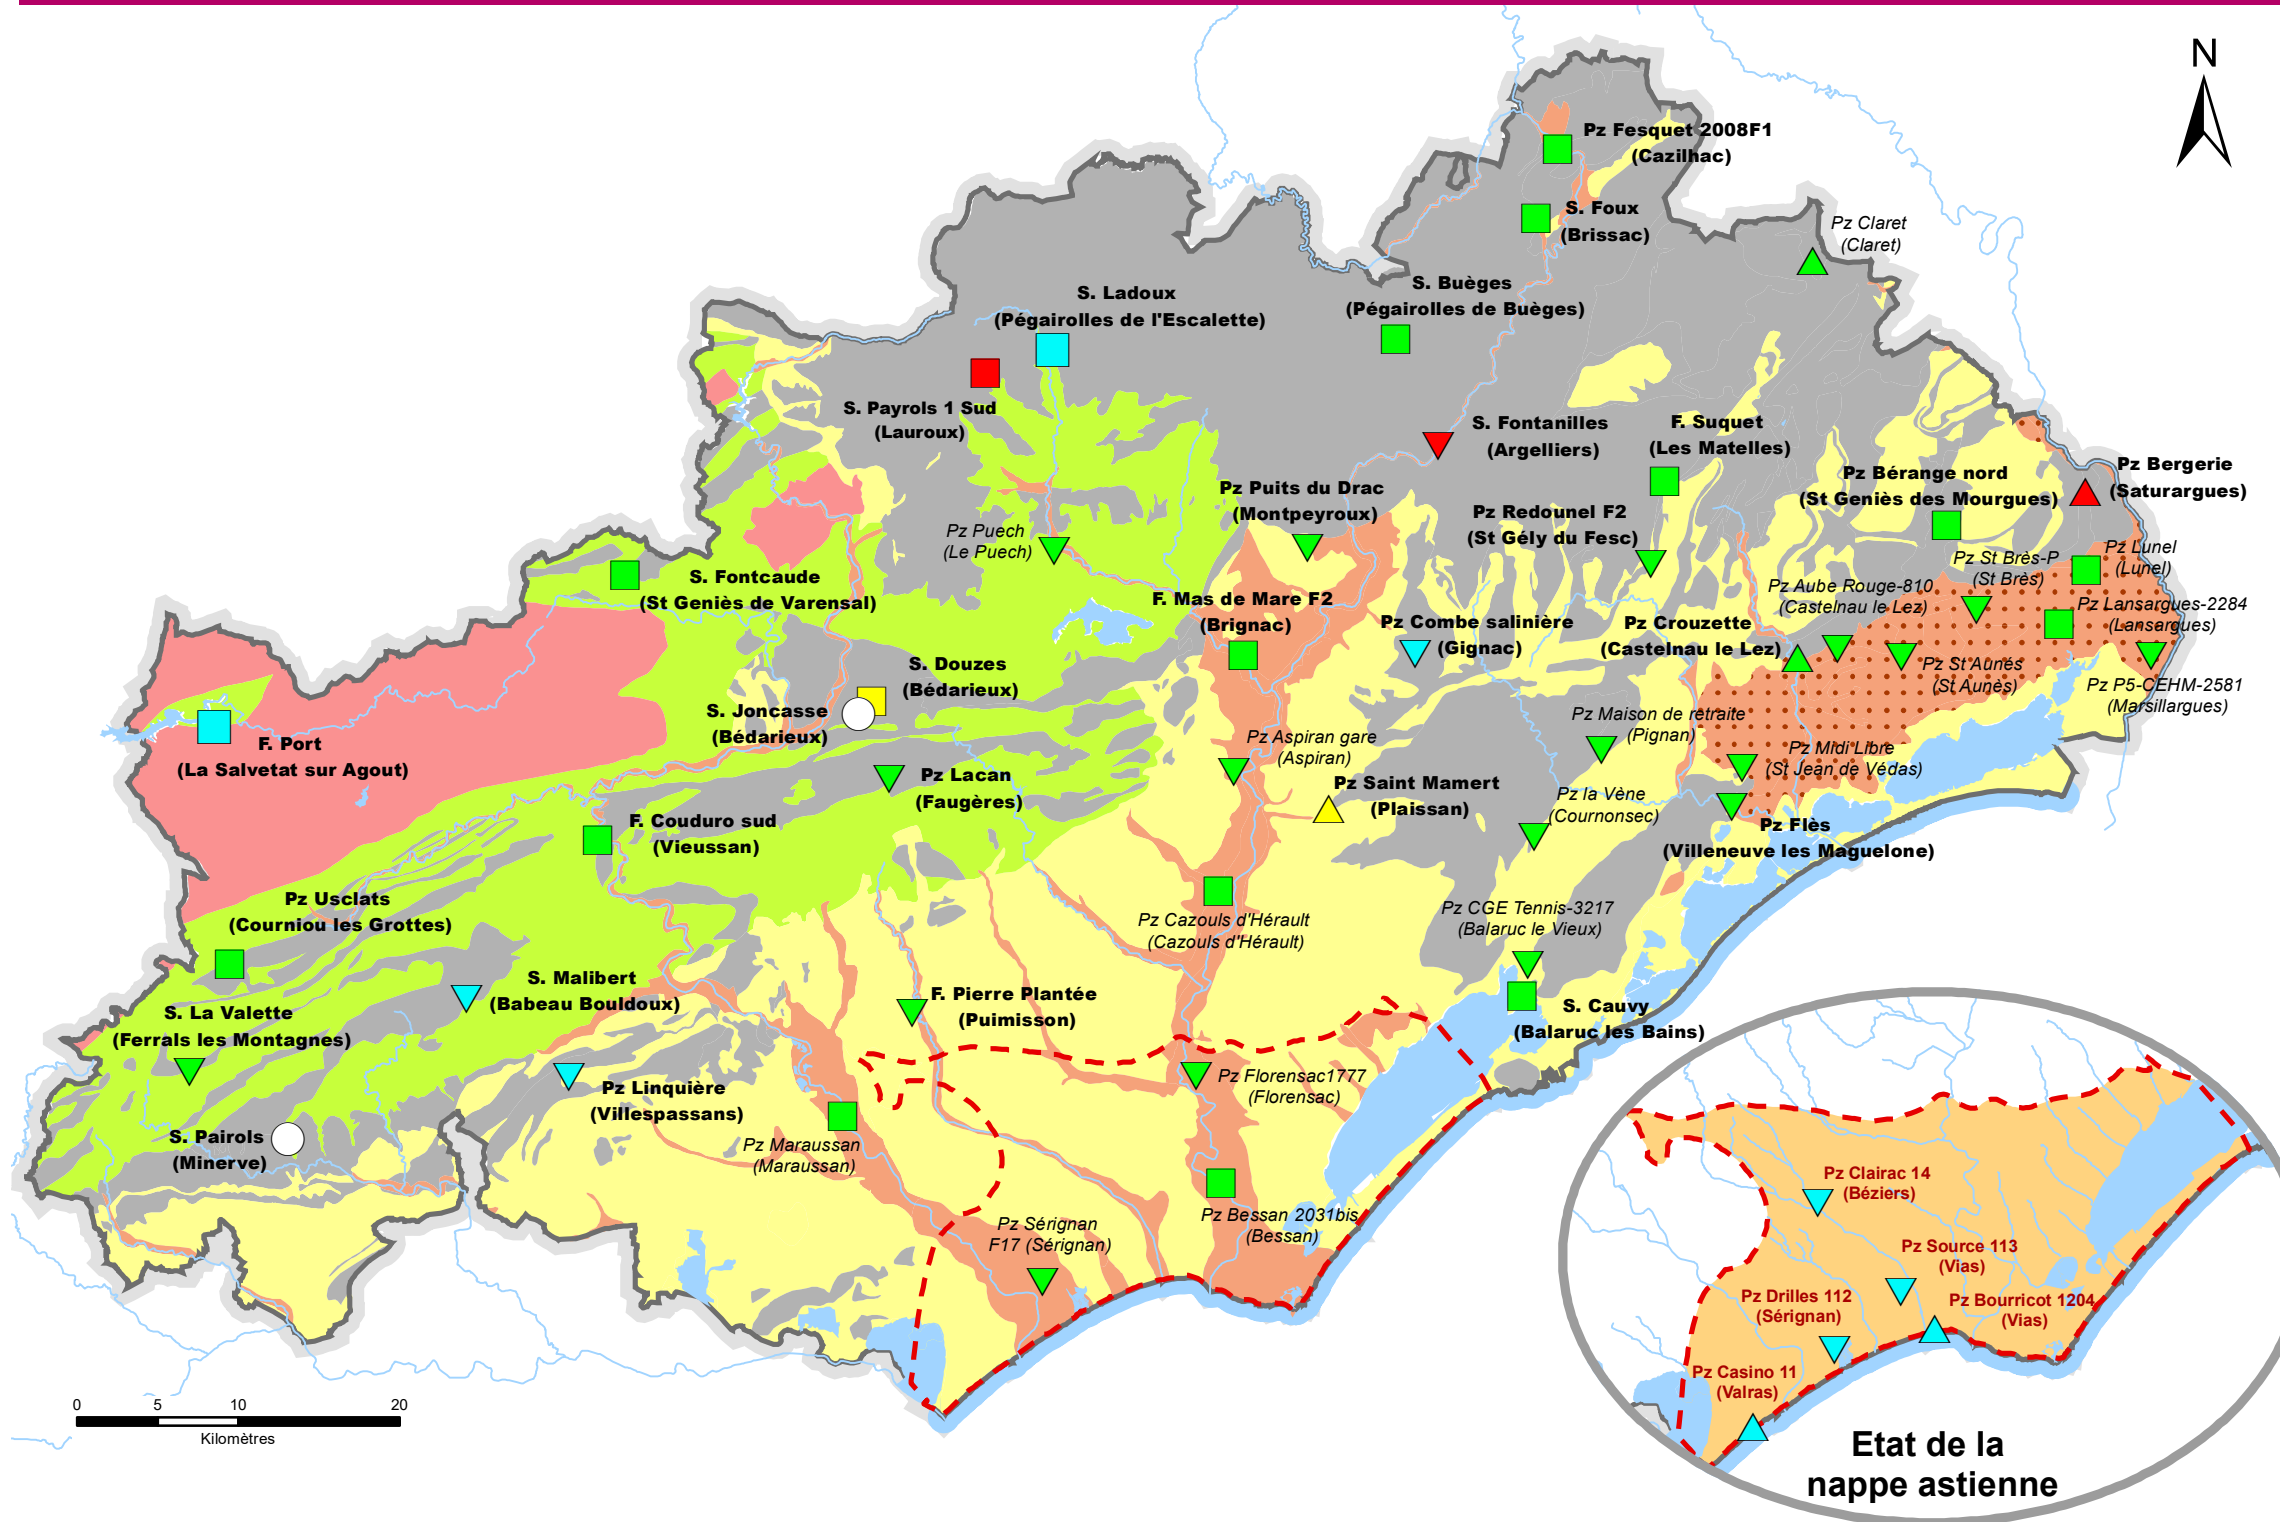 N
Pz Fesquet 2008F1
(Cazilhac)
S. Foux
(Brissac)
Pz Claret
(Claret)
S. Buèges
(Pégairolles de Buèges)
S. Ladoux
(Pégairolles de l'Escalette)
S. Payrols 1 Sud
(Lauroux)
S. Fontanilles
(Argelliers)
F. Suquet
(Les Matelles)
Pz Bérange nord
(St Geniès des Mourgues)
Pz Bergerie
(Saturargues)
Pz Puits du Drac
(Montpeyroux)
Pz Redounel F2
(St Gély du Fesc)
Pz Puech
(Le Puech)
Pz St Brès-P
(St Brès)
Pz Lunel
(Lunel)
S. Fontcaude
(St Geniès de Varensal)
Pz Aube Rouge-810
(Castelnau le Lez)
F. Mas de Mare F2
(Brignac)
Pz Combe salinière
(Gignac)
Pz Crouzette
(Castelnau le Lez)
Pz Lansargues-2284
(Lansargues)
S. Douzes
(Bédarieux)
Pz St Aunés
(St Aunès)
Pz P5-CEHM-2581
(Marsillargues)
S. Joncasse
(Bédarieux)
Pz Maison de retraite
(Pignan)
F. Port
(La Salvetat sur Agout)
Pz Aspiran gare
(Aspiran)
Pz Midi Libre
(St Jean de Védas)
Pz Lacan
(Faugères)
Pz Saint Mamert
(Plaissan)
Pz la Vène
(Cournonsec)
F. Couduro sud
(Vieussan)
Pz Flès
(Villeneuve les Maguelone)
Pz Usclats
(Courniou les Grottes)
Pz Cazouls d'Hérault
(Cazouls d'Hérault)
Pz CGE Tennis-3217
(Balaruc le Vieux)
S. Malibert
(Babeau Bouldoux)
F. Pierre Plantée
(Puimisson)
S. Cauvy
(Balaruc les Bains)
S. La Valette
(Ferrals les Montagnes)
Pz Linquière
(Villespassans)
Pz Florensac1777
(Florensac)
S. Pairols
(Minerve)
Pz Maraussan
(Maraussan)
Pz Clairac 14
(Béziers)
Pz Sérignan
F17 (Sérignan)
Pz Bessan 2031bis
(Bessan)
Pz Source 113
(Vias)
Pz Drilles 112
(Sérignan)
Pz Bourricot 1204
(Vias)
Pz Casino 11
(Valras)
0 5 10 20
Kilomètres
Etat de la
nappe astienne